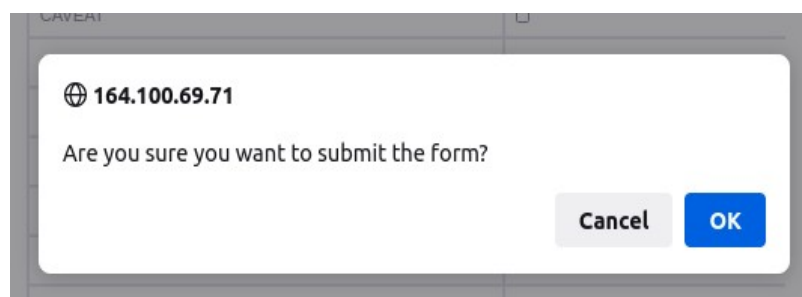 CAVEAT
164.100.69.71
Are you sure you want to submit the form?
Cancel OK